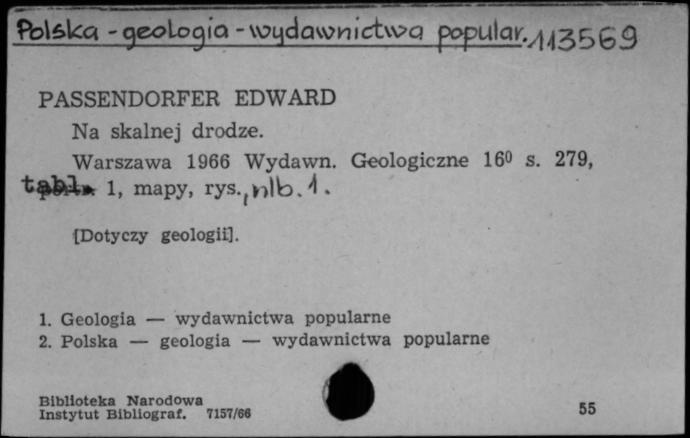 Polska - geologia - wydawnictwa popular. 113569
PASSENDORFER EDWARD
Na skalnej drodze.
Warszawa 1966 Wydawn. Geologiczne 16⁰ s. 279,
tabl. 1, mapy, rys., nlb. 1.
[Dotyczy geologii].
1. Geologia — wydawnictwa popularne
2. Polska — geologia — wydawnictwa popularne
Biblioteka Narodowa
Instytut Bibliograf. 7157/66
55